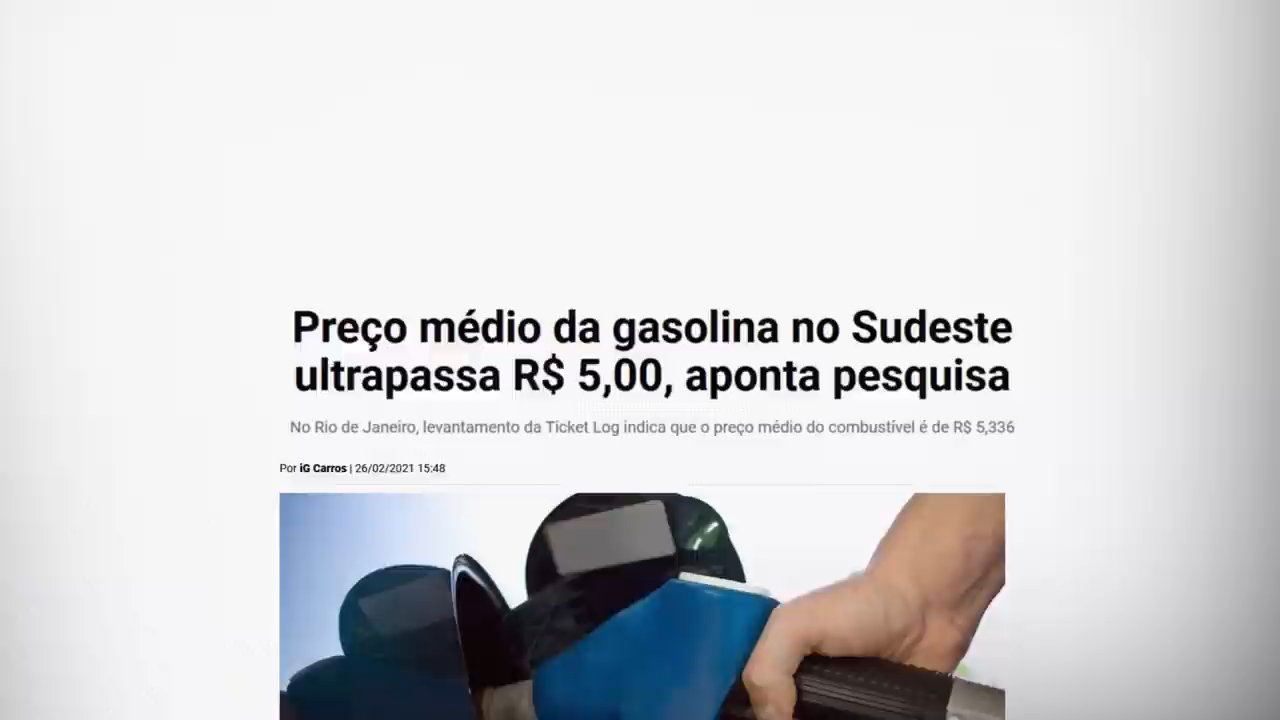 Preço médio da gasolina no Sudeste
ultrapassa R$ 5,00, aponta pesquisa
No Rio de Janeiro, levantamento da Ticket Log indica que o preço médio do combustível é de R$ 5,336
Por iG Carros | 26/02/2021 15:48